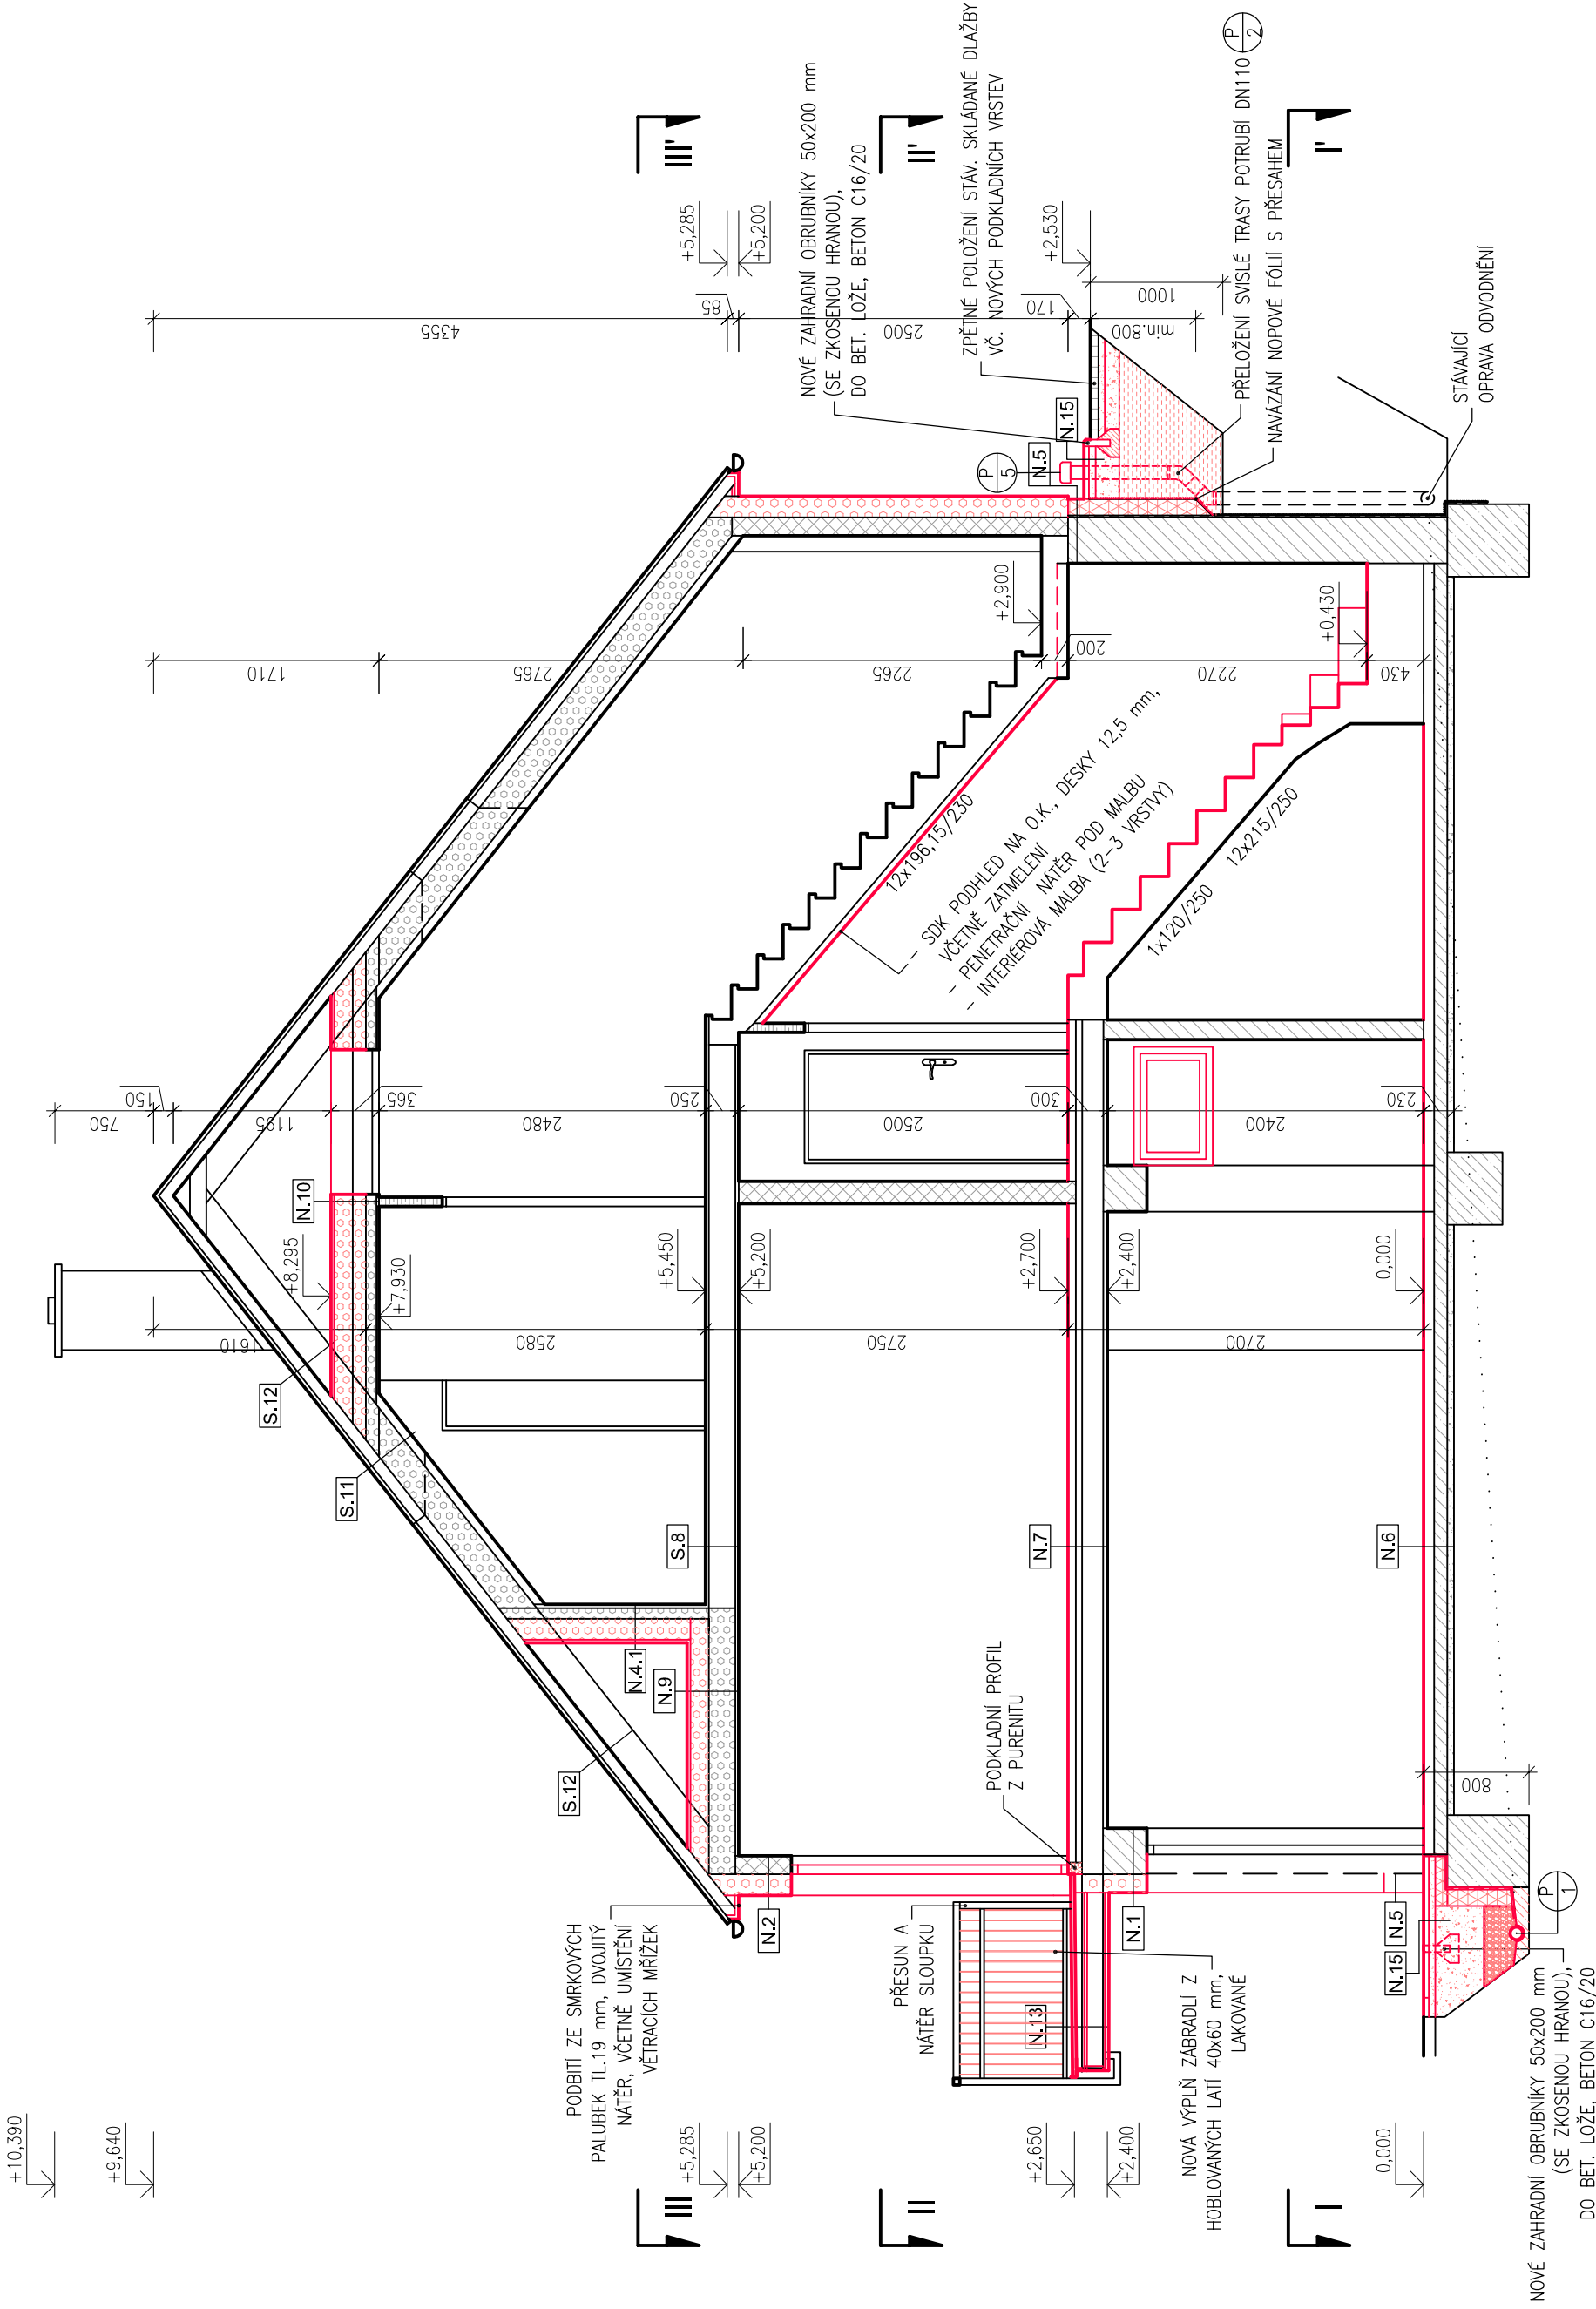 +10,390
+9,640
PODBITÍ ZE SMRKOVÝCH
PALUBEK TL.19 mm, DVOJITÝ
NÁTĚR, VČETNĚ UMÍSTĚNÍ
VĚTRACÍCH MŘÍŽEK
+5,285
+5,200
III
II
I
+2,650
+2,400
0,000
PŘESUN A
NÁTĚR SLOUPKU
NOVÁ VÝPLŇ ZÁBRADLÍ Z
HOBLOVANÝCH LATÍ 40x60 mm,
LAKOVANÉ
NOVÉ ZAHRADNÍ OBRUBNÍKY 50x200 mm
(SE ZKOSENOU HRANOU),
DO BET. LOŽE, BETON C16/20
P
1
N.15
N.5
N.13
N.1
N.2
PODKLADNÍ PROFIL
Z PURENITU
800
S.12
N.9
N.4.1
S.8
N.7
N.6
S.11
S.12
N.10
+8,295
+7,930
+5,450
+5,200
+2,700
+2,400
0,000
1610
2580
2750
2700
750
150
1195
365
2480
250
2500
300
2400
230
12x196,15/230
- SDK PODHLED NA O.K., DESKY 12,5 mm,
VČETNĚ ZATMELENÍ
- PENETRAČNÍ NÁTĚR POD MALBU
- INTERIÉROVÁ MALBA (2-3 VRSTVY)
1x120/250
12x215/250
1710
2765
2265
200
2270
430
+2,900
+0,430
P
5
N.5
N.15
4355
85
2500
170
min.800
1000
+5,285
+5,200
+2,530
NOVÉ ZAHRADNÍ OBRUBNÍKY 50x200 mm
(SE ZKOSENOU HRANOU),
DO BET. LOŽE, BETON C16/20
ZPĚTNÉ POLOŽENÍ STÁV. SKLÁDANÉ DLAŽBY
VČ. NOVÝCH PODKLADNÍCH VRSTEV
PŘELOŽENÍ SVISLÉ TRASY POTRUBÍ DN110
P
2
NAVÁZÁNÍ NOPOVÉ FÓLIÍ S PŘESAHEM
STÁVAJÍCÍ
OPRAVA ODVODNĚNÍ
III'
II'
I'